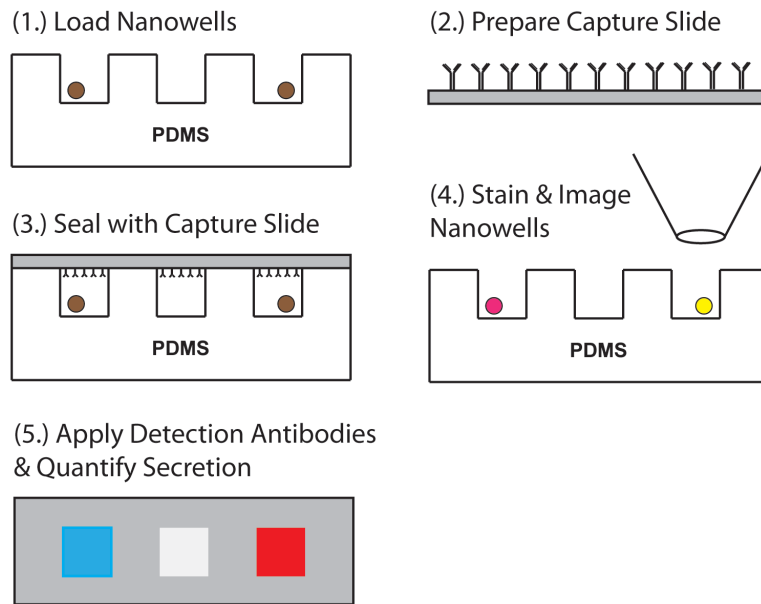 (1.) Load Nanowells
PDMS
(2.) Prepare Capture Slide
(3.) Seal with Capture Slide
PDMS
(4.) Stain & Image
Nanowells
PDMS
(5.) Apply Detection Antibodies
& Quantify Secretion